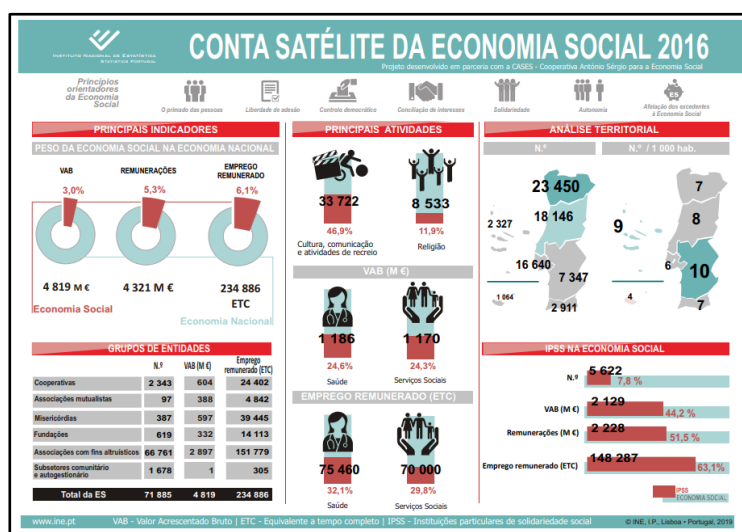 INSTITUTO NACIONAL DE ESTATÍSTICA
STATISTICS PORTUGAL
CONTA SATÉLITE DA ECONOMIA SOCIAL 2016
Projeto desenvolvido em parceria com a CASES - Cooperativa António Sérgio para a Economia Social
Princípios
orientadores
da Economia
Social
O primado das pessoas
Liberdade de adesão
Controlo democrático
Conciliação de interesses
Solidariedade
Autonomia
ES
Afetação dos excedentes
à Economia Social
PRINCIPAIS INDICADORES
PESO DA ECONOMIA SOCIAL NA ECONOMIA NACIONAL
VAB
REMUNERAÇÕES
EMPREGO
REMUNERADO
3,0%
5,3%
6,1%
4 819 M €
4 321 M €
234 886
ETC
Economia Social
Economia Nacional
GRUPOS DE ENTIDADES
N.º VAB (M €) Emprego
remunerado (ETC)
Cooperativas 2 343 604 24 402
Associações mutualistas 97 388 4 842
Misericórdias 387 597 39 445
Fundações 619 332 14 113
Associações com fins altruísticos 66 761 2 897 151 779
Subsetores comunitário
e autogestionário 1 678 1 305
Total da ES 71 885 4 819 234 886
PRINCIPAIS ATIVIDADES
33 722
8 533
46,9%
11,9%
Cultura, comunicação
e atividades de recreio
Religião
VAB (M €)
1 186
1 170
24,6%
24,3%
Saúde
Serviços Sociais
EMPREGO REMUNERADO (ETC)
75 460
70 000
32,1%
29,8%
Saúde
Serviços Sociais
ANÁLISE TERRITORIAL
N.º
N.º / 1 000 hab.
23 450
18 146
2 327
16 640
7 347
1 064
2 911
7
8
9
10
6
4
7
IPSS NA ECONOMIA SOCIAL
N.º
5 622
7,8 %
VAB (M €)
2 129
44,2 %
Remunerações (M €)
2 228
51,5 %
Emprego remunerado (ETC)
148 287
63,1%
IPSS
ECONOMIA SOCIAL
www.ine.pt
VAB - Valor Acrescentado Bruto | ETC - Equivalente a tempo completo | IPSS - Instituições particulares de solidariedade social
© INE, I.P., Lisboa • Portugal, 2019